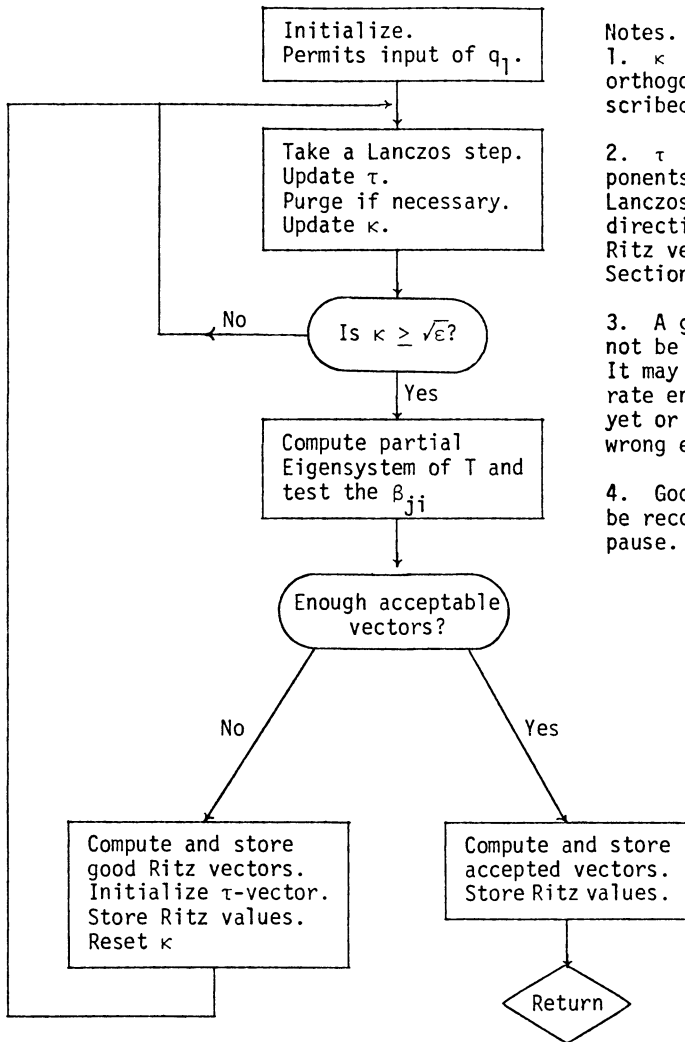 Initialize.
Permits input of q1.
Take a Lanczos step.
Update τ.
Purge if necessary.
Update κ.
No
Is κ ≥ √ε?
Yes
Compute partial
Eigensystem of T and
test the βji
Enough acceptable
vectors?
No
Yes
Compute and store
good Ritz vectors.
Initialize τ-vector.
Store Ritz values.
Reset κ
Compute and store
accepted vectors.
Store Ritz values.
Return
Notes.
1. κ
orthogo
scribed
2. τ
ponents
Lanczos
directi
Ritz ve
Section
3. A g
not be
It may
rate er
yet or
wrong e
4. Goo
be reco
pause.